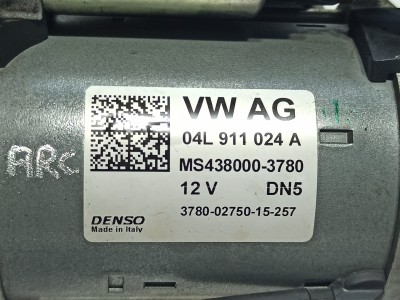 VW AG
04L 911 024 A
MS438000-3780
12 V DN5
3780-02750-15-257
DENSO
Made in Italy
ARC